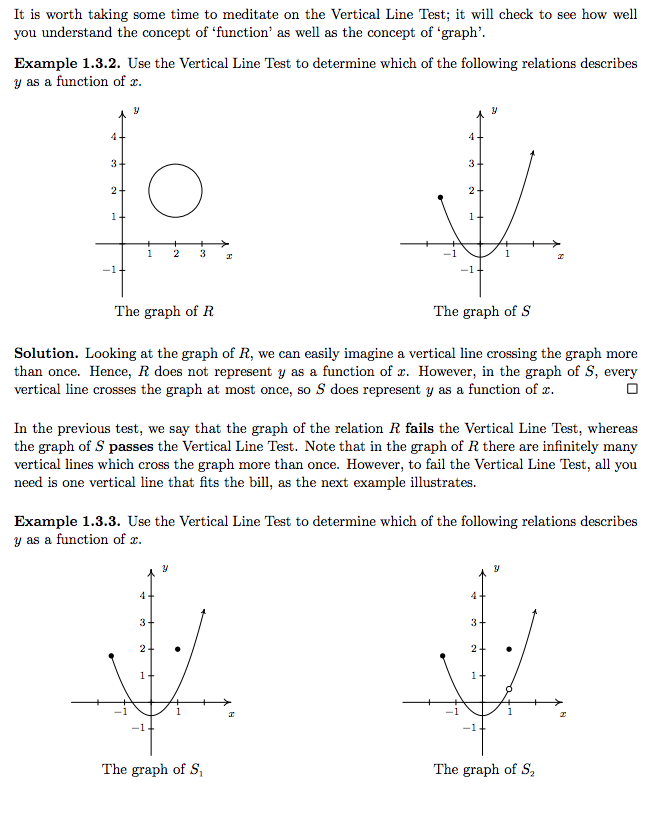 It is worth taking some time to meditate on the Vertical Line Test; it will check to see how well
you understand the concept of ‘function’ as well as the concept of ‘graph’.
Example 1.3.2. Use the Vertical Line Test to determine which of the following relations describes
y as a function of x.
y
4
3
2
1
1 2 3 x
−1
The graph of R
y
4
3
2
1
−1 1 x
−1
The graph of S
Solution. Looking at the graph of R, we can easily imagine a vertical line crossing the graph more
than once. Hence, R does not represent y as a function of x. However, in the graph of S, every
vertical line crosses the graph at most once, so S does represent y as a function of x. □
In the previous test, we say that the graph of the relation R fails the Vertical Line Test, whereas
the graph of S passes the Vertical Line Test. Note that in the graph of R there are infinitely many
vertical lines which cross the graph more than once. However, to fail the Vertical Line Test, all you
need is one vertical line that fits the bill, as the next example illustrates.
Example 1.3.3. Use the Vertical Line Test to determine which of the following relations describes
y as a function of x.
y
4
3
2
1
−1 1 x
−1
The graph of S₁
y
4
3
2
1
−1 1 x
−1
The graph of S₂